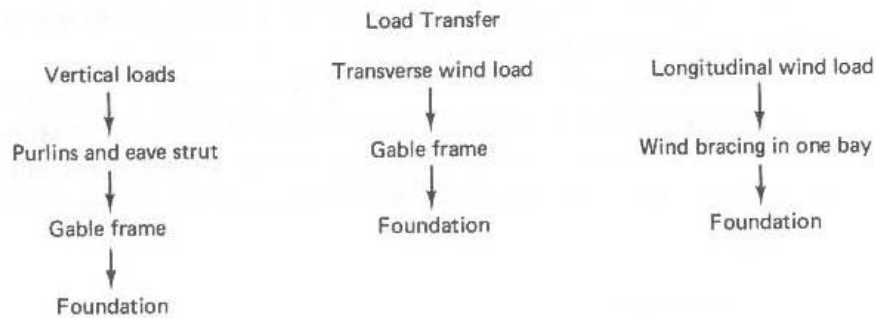 Load Transfer
Vertical loads
Purlins and eave strut
Gable frame
Foundation
Transverse wind load
Gable frame
Foundation
Longitudinal wind load
Wind bracing in one bay
Foundation